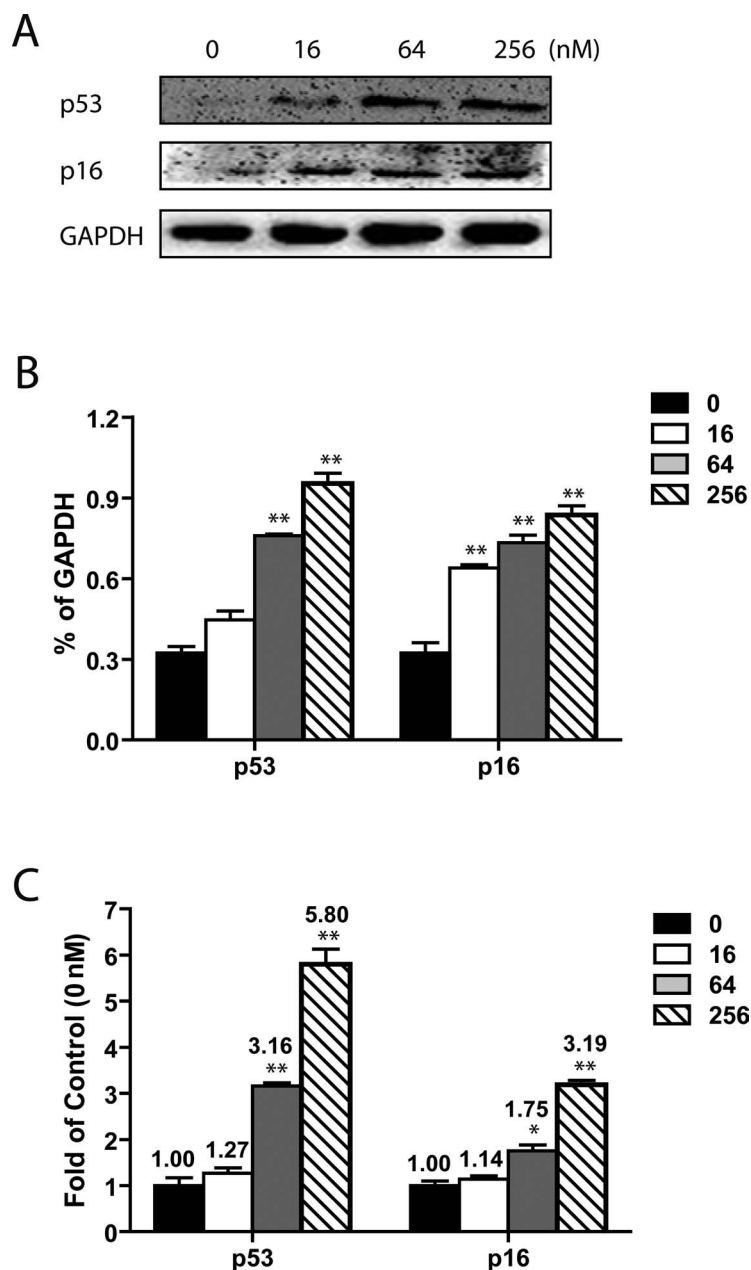 A
0 16 64 256 (nM)
p53
p16
GAPDH
B
% of GAPDH
1.2
0.9
0.6
0.3
0.0
** **
** ** **
p53 p16
0
16
64
256
C
Fold of Control (0 nM)
7
6
5
4
3
2
1
0
1.00 1.27 3.16 ** 5.80 **
1.00 1.14 1.75 * 3.19 **
p53 p16
0
16
64
256